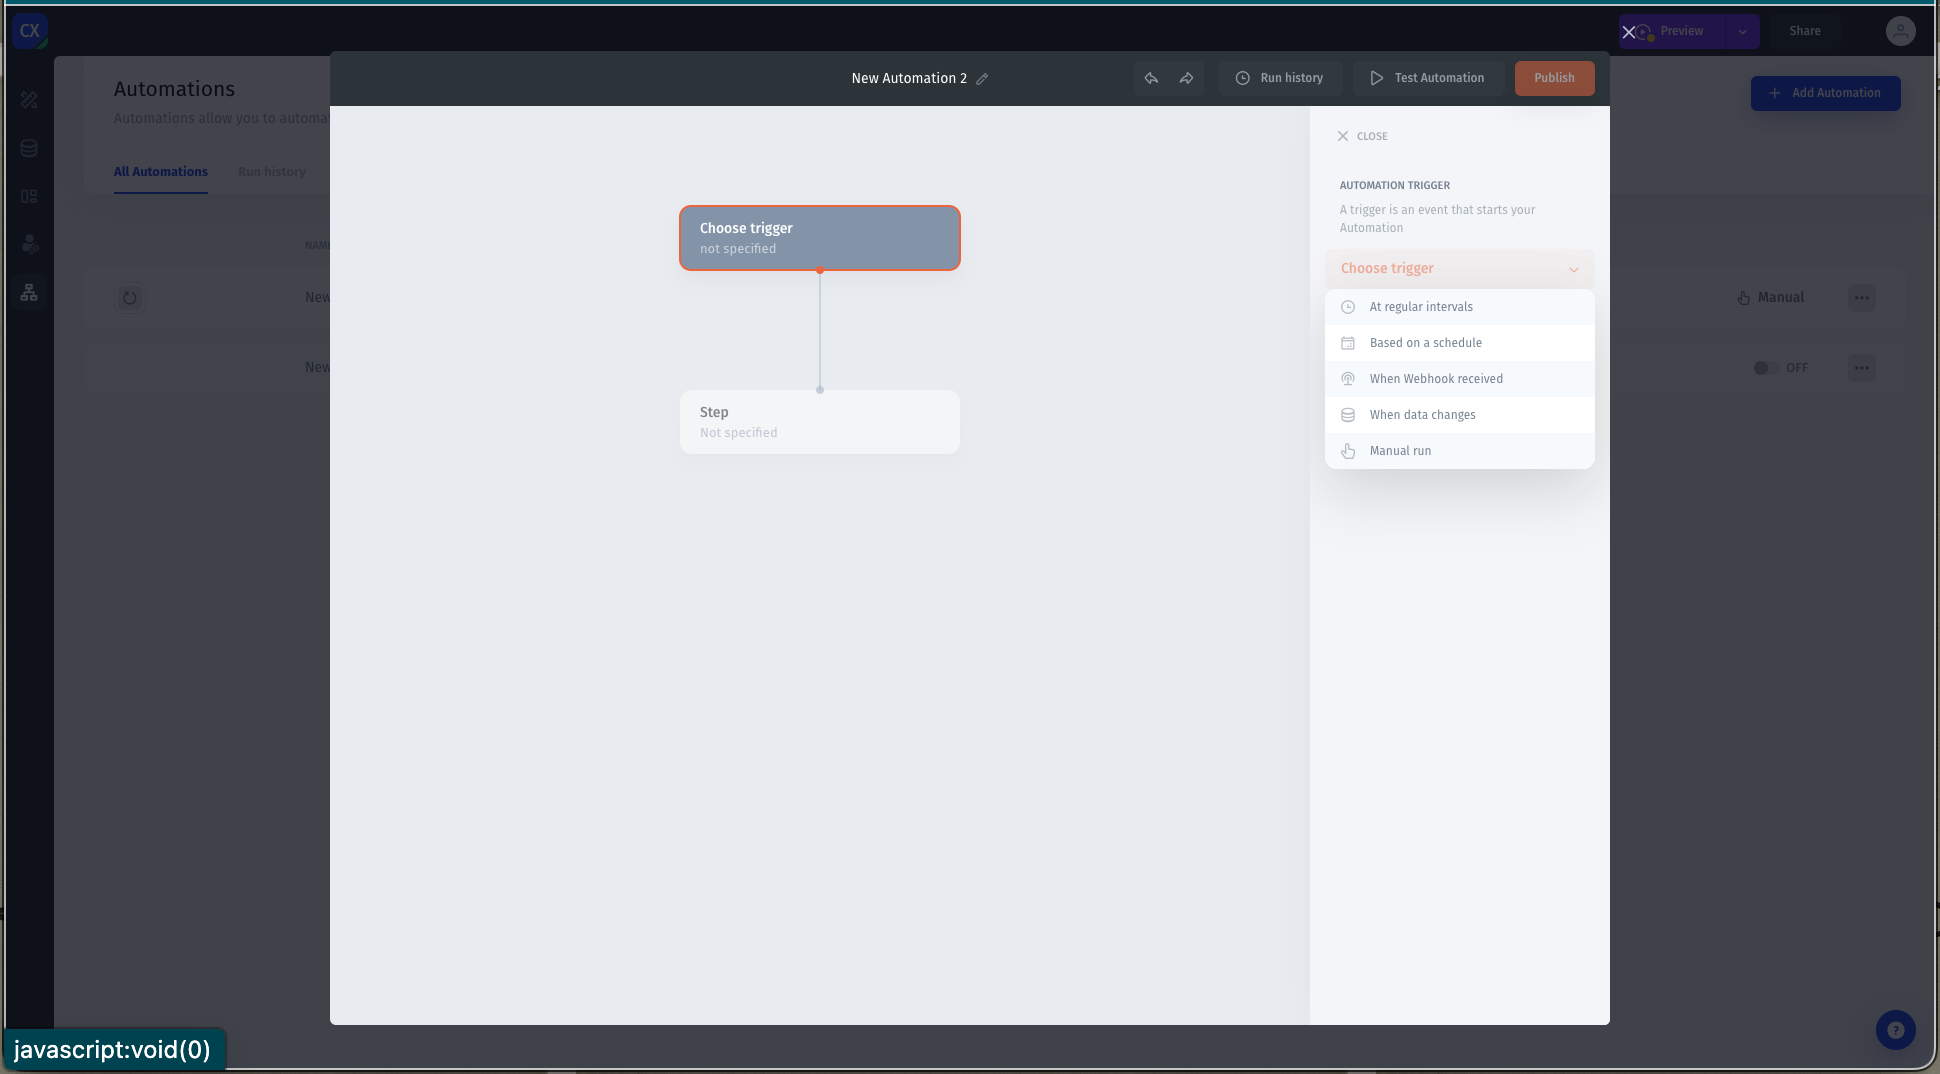 CX
Preview
Share
New Automation 2
Run history
Test Automation
Publish
Automations
Automations allow you to automa
Add Automation
All Automations
Run history
CLOSE
AUTOMATION TRIGGER
A trigger is an event that starts your
Automation
Choose trigger
not specified
NAME
Choose trigger
At regular intervals
Based on a schedule
When Webhook received
When data changes
Manual run
New
Manual
New
OFF
Step
Not specified
?
javascript:void(0)